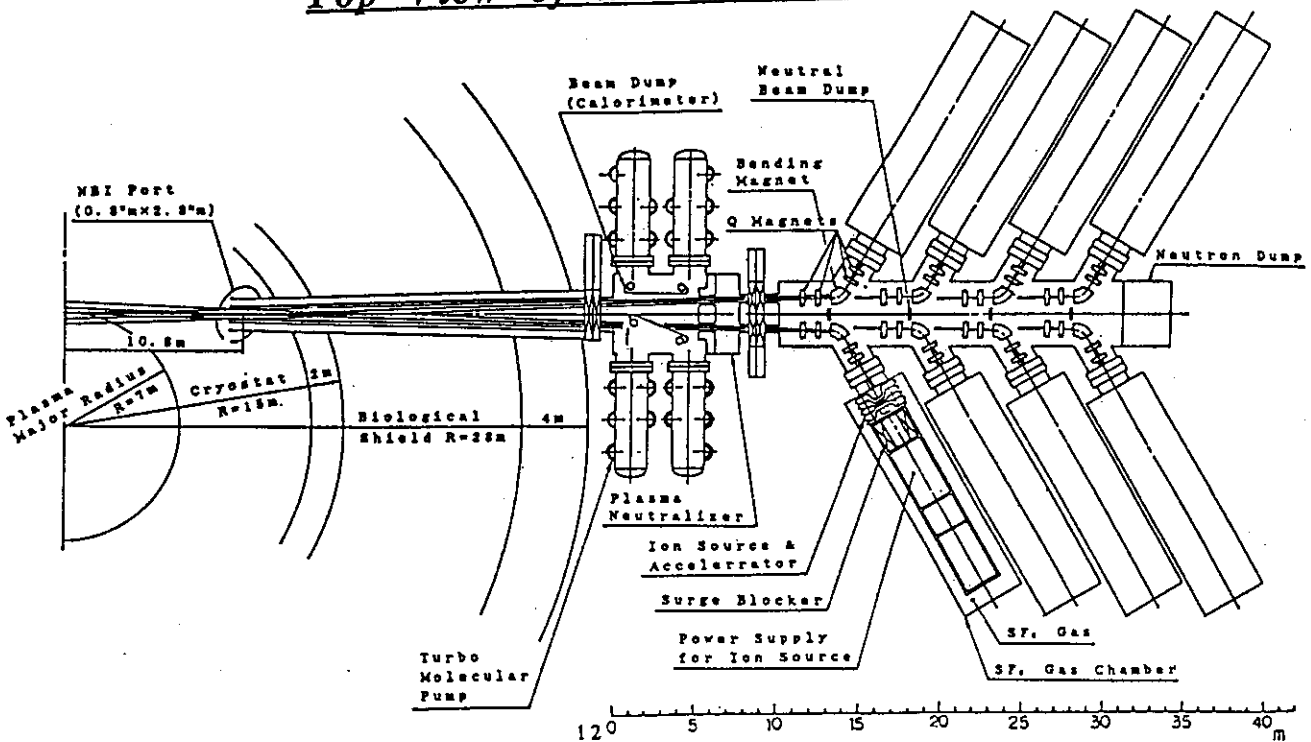 Top View of
Beam Dump
(Calorimeter)
Neutral
Beam Dump
NBI Port
(0.8ᵂm×2.8ᴴm)
Bending
Magnet
Q Magnets
Neutron Dump
10.8m
Plasma
Major Radius
R=7m
Cryostat 2m
R=15m.
Biological 4m
Shield R=28m
Plasma
Neutralizer
Ion Source &
Accelerrator
Surge Blocker
Power Supply
for Ion Source
SF₆ Gas
SF₆ Gas Chamber
Turbo
Molecular
Pump
12 0 5 10 15 20 25 30 35 40
m